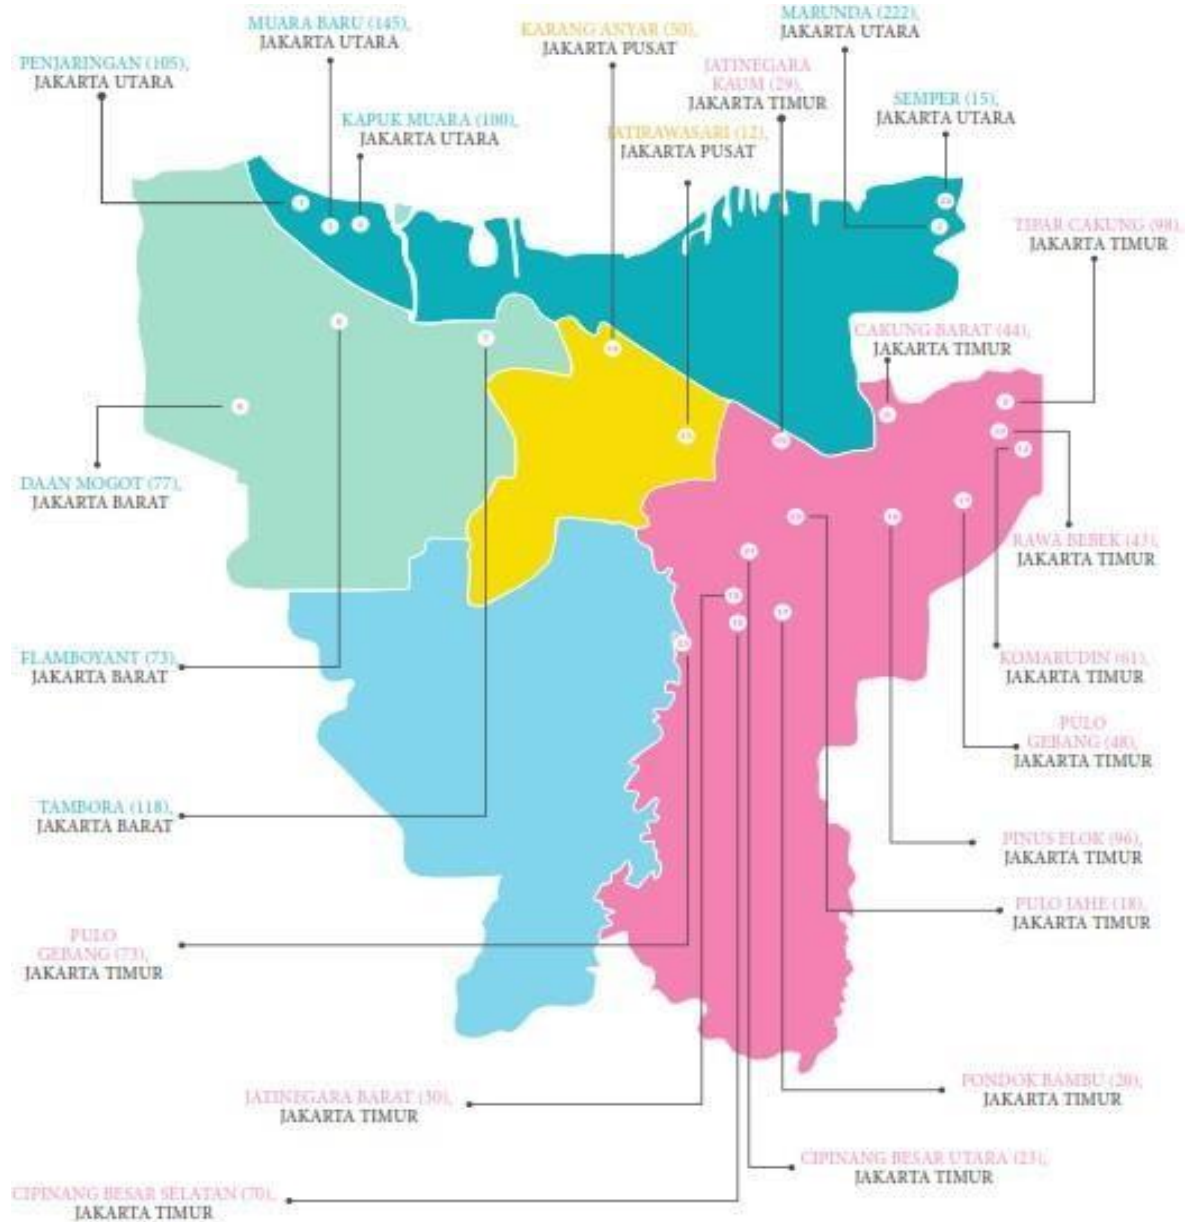 MUARA BARU (145),
JAKARTA UTARA
KARANG ANYAR (50),
JAKARTA PUSAT
MARUNDA (222),
JAKARTA UTARA
PENJARINGAN (105),
JAKARTA UTARA
JATINEGARA
KAUM (29),
JAKARTA TIMUR
SEMPER (15),
JAKARTA UTARA
KAPUK MUARA (100),
JAKARTA UTARA
JATIRAWASARI (12),
JAKARTA PUSAT
TIPAR CAKUNG (98),
JAKARTA TIMUR
CAKUNG BARAT (44),
JAKARTA TIMUR
DAAN MOGOT (77),
JAKARTA BARAT
RAWA BEBEK (43),
JAKARTA TIMUR
FLAMBOYANT (73),
JAKARTA BARAT
KOMARUDIN (61),
JAKARTA TIMUR
PULO
GEBANG (48),
JAKARTA TIMUR
TAMBORA (118),
JAKARTA BARAT
PINUS ELOK (96),
JAKARTA TIMUR
PULO JAHE (18),
JAKARTA TIMUR
PULO
GEBANG (73),
JAKARTA TIMUR
PONDOK BAMBU (20),
JAKARTA TIMUR
JATINEGARA BARAT (30),
JAKARTA TIMUR
CIPINANG BESAR UTARA (23),
JAKARTA TIMUR
CIPINANG BESAR SELATAN (70),
JAKARTA TIMUR